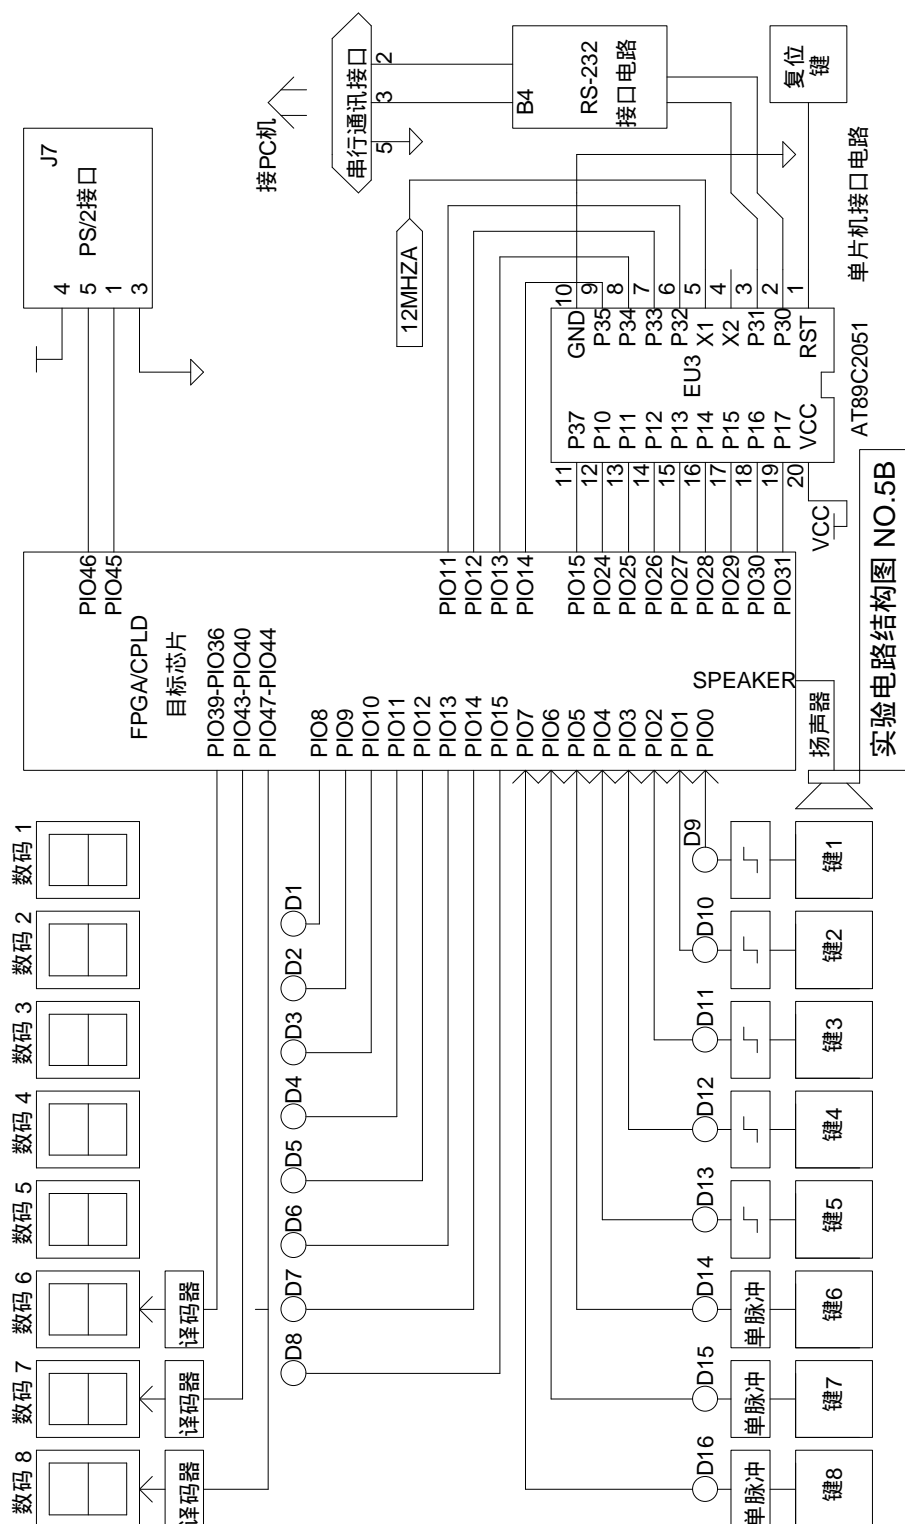 数码 8
数码 7
数码 6
数码 5
数码 4
数码 3
数码 2
数码 1
译码器
译码器
译码器
D8
D7
D6
D5
D4
D3
D2
D1
D16
D15
D14
D13
D12
D11
D10
D9
单脉冲
单脉冲
单脉冲
键8
键7
键6
键5
键4
键3
键2
键1
扬声器
FPGA/CPLD
目标芯片
PIO39-PIO36
PIO43-PIO40
PIO47-PIO44
PIO8
PIO9
PIO10
PIO11
PIO12
PIO13
PIO14
PIO15
PIO7
PIO6
PIO5
PIO4
PIO3
PIO2
PIO1
PIO0
SPEAKER
PIO46
PIO45
PIO11
PIO12
PIO13
PIO14
PIO15
PIO24
PIO25
PIO26
PIO27
PIO28
PIO29
PIO30
PIO31
实验电路结构图 NO.5B
J7
PS/2接口
4
5
1
3
VCC
11
12
13
14
15
16
17
18
19
20
P37
P10
P11
P12
P13
P14
P15
P16
P17
VCC
EU3
GND
P35
P34
P33
P32
X1
X2
P31
P30
RST
10
9
8
7
6
5
4
3
2
1
AT89C2051
12MHZA
单片机接口电路
接PC机
串行通讯接口
5
3
2
B4
RS-232
接口电路
复位
键